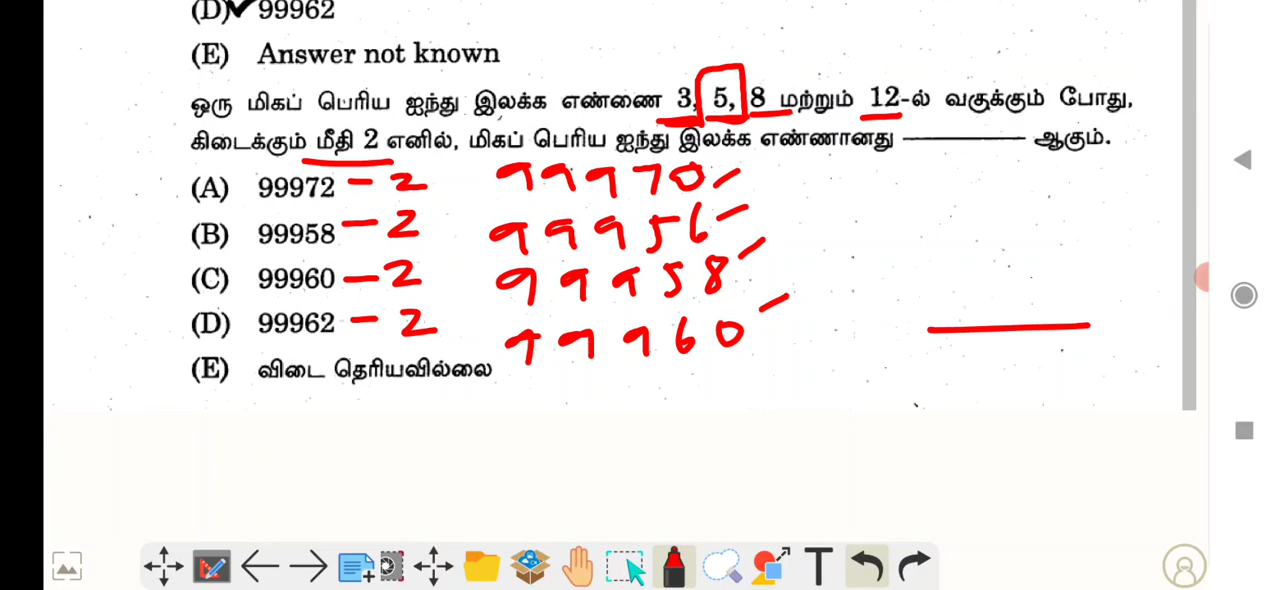 (D) 99962
(E) Answer not known
ஒரு மிகப் பெரிய ஐந்து இலக்க எண்ணை 3, 5, 8 மற்றும் 12-ல் வகுக்கும் போது,
கிடைக்கும் மீதி 2 எனில், மிகப் பெரிய ஐந்து இலக்க எண்ணானது ———— ஆகும்.
(A) 99972 – 2 99970
(B) 99958 – 2 99956
(C) 99960 – 2 99958
(D) 99962 – 2 99960
(E) விடை தெரியவில்லை
T